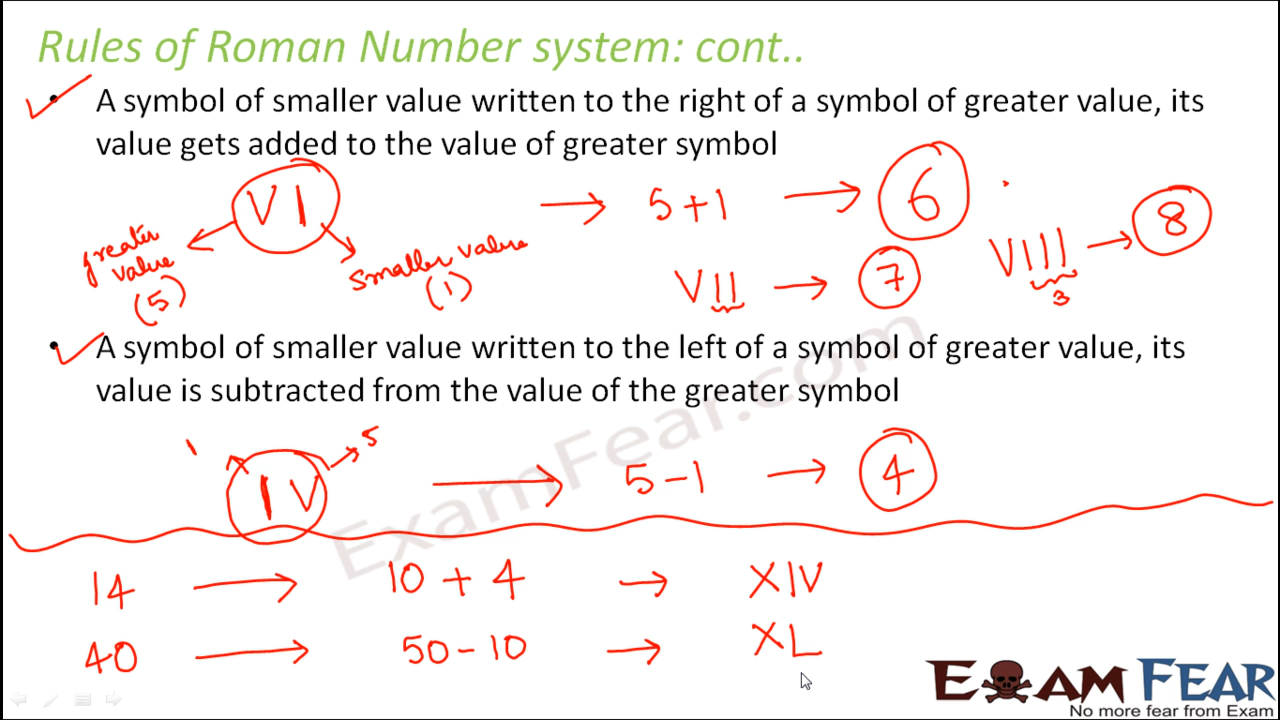 Rules of Roman Number system: cont..
• A symbol of smaller value written to the right of a symbol of greater value, its
value gets added to the value of greater symbol
VI → 5+1 → 6
greater value (5)
smaller value (1)
VII → 7
VIII → 8
3
• A symbol of smaller value written to the left of a symbol of greater value, its
value is subtracted from the value of the greater symbol
1 5
IV → 5-1 → 4
14 → 10 + 4 → XIV
40 → 50-10 → XL
ExamFear.com
EXAM FEAR
No more fear from Exam